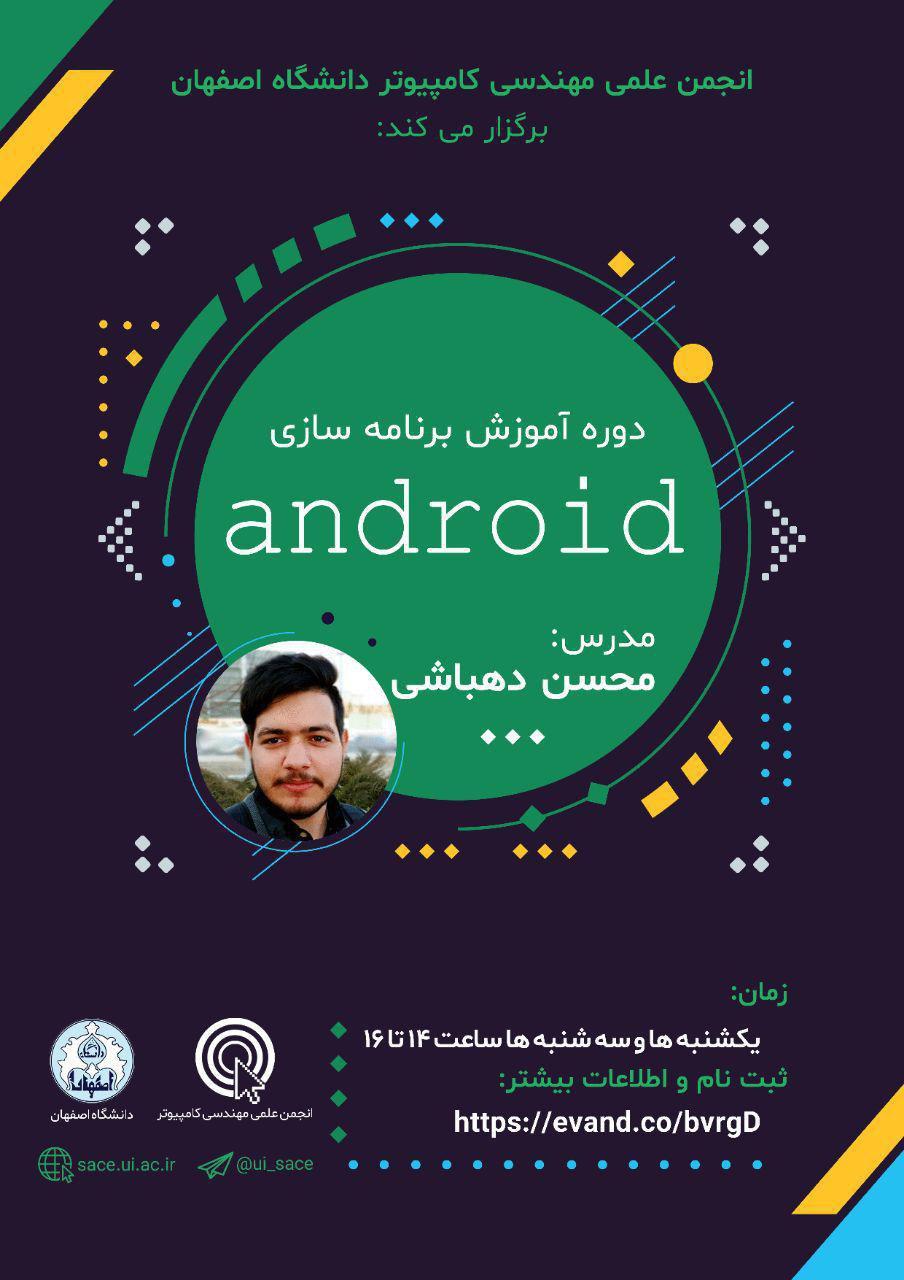 انجمن علمی مهندسی کامپیوتر دانشگاه اصفهان
برگزار می کند:
دوره آموزش برنامه سازی
android
مدرس:
محسن دهباشی
زمان:
یکشنبه ها و سه شنبه ها ساعت ۱۴ تا ۱۶
ثبت نام و اطلاعات بیشتر:
https://evand.co/bvrgD
دانشگاه اصفهان
انجمن علمی مهندسی کامپیوتر
دانشگاه اصفهان
sace.ui.ac.ir
@ui_sace